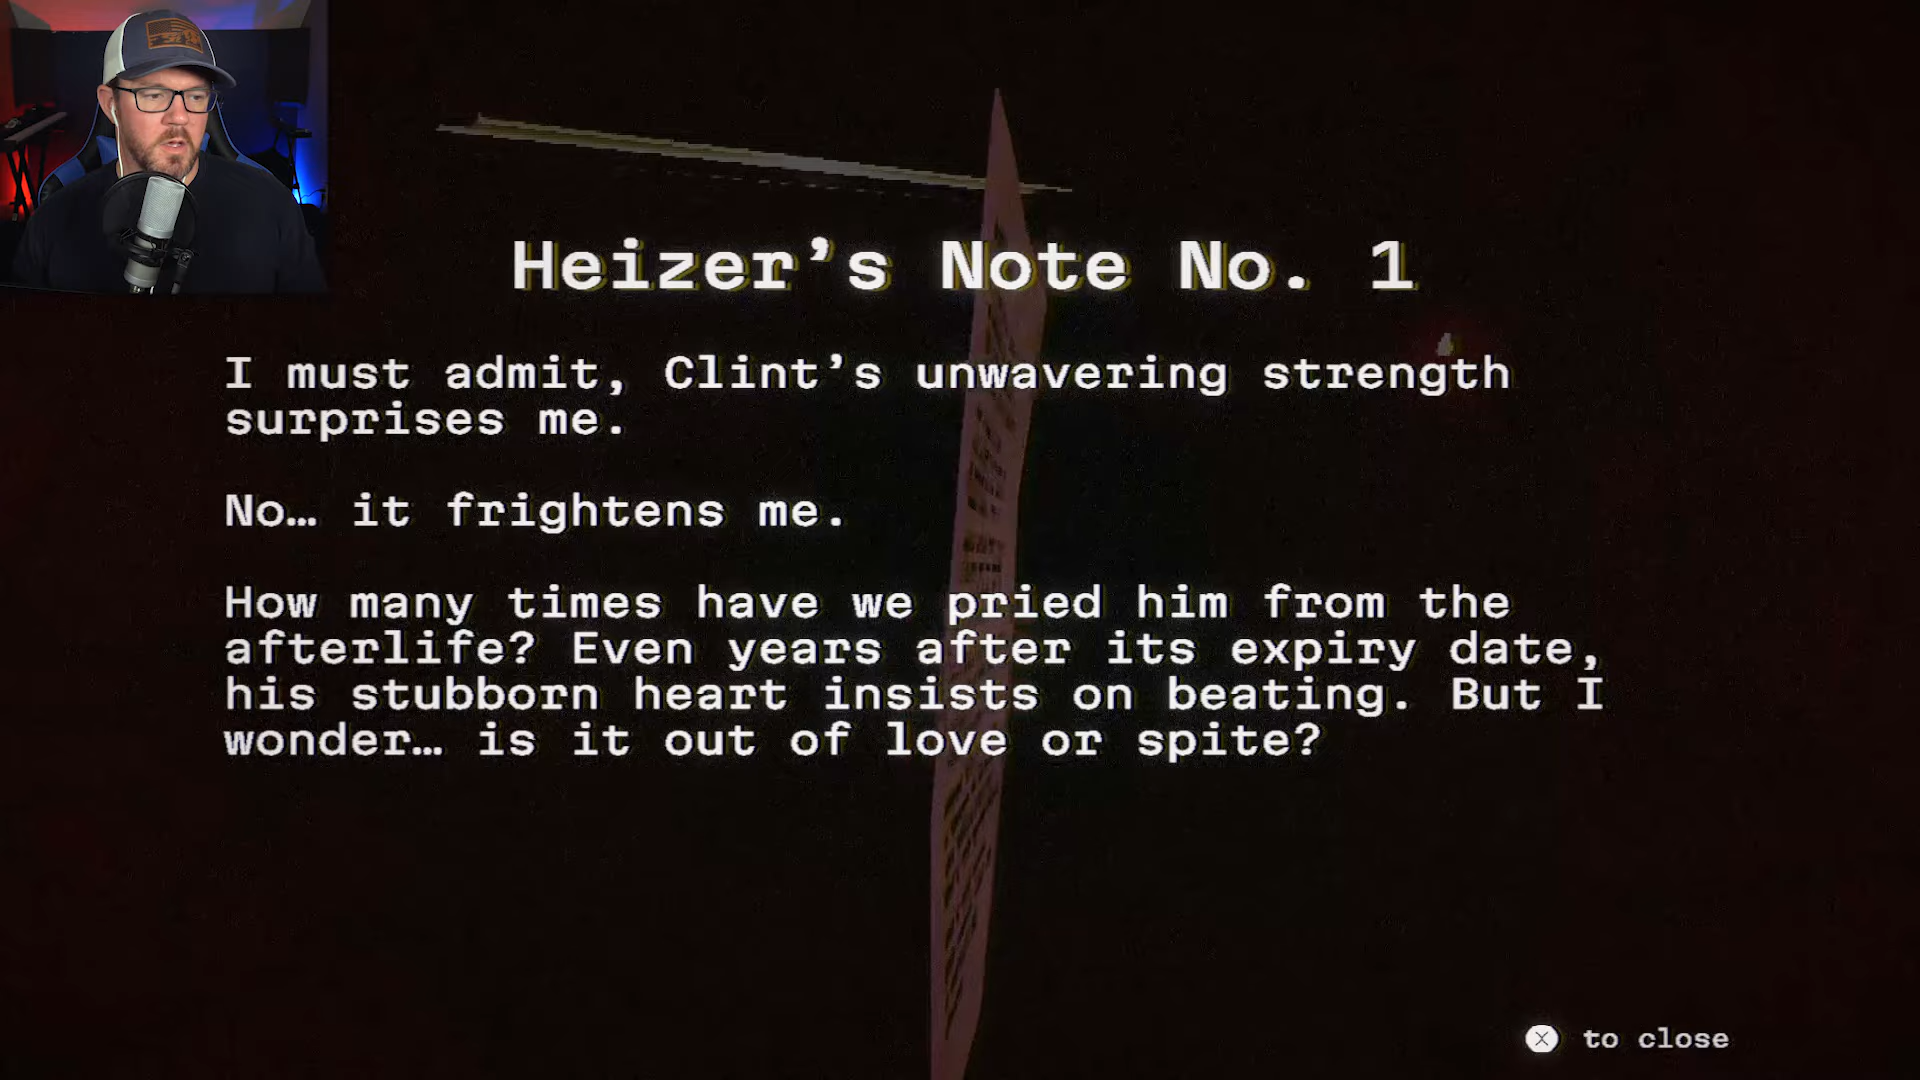 Heizer’s Note No. 1
I must admit, Clint’s unwavering strength
surprises me.
No… it frightens me.
How many times have we pried him from the
afterlife? Even years after its expiry date,
his stubborn heart insists on beating. But I
wonder… is it out of love or spite?
X to close